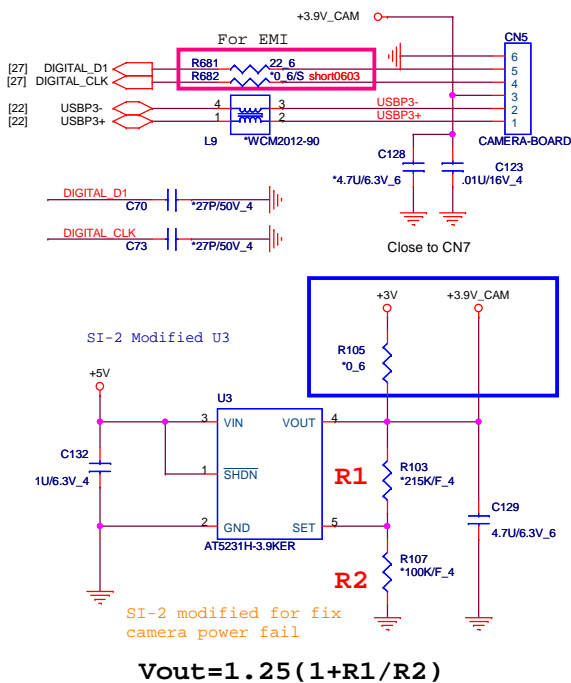 +3.9V_CAM
For EMI
CN5
[27] DIGITAL_D1 R681 22_6 6
[27] DIGITAL_CLK R682 *0_6/S short0603 5
4
3
[22] USBP3- 4 3 USBP3- 2
[22] USBP3+ 1 2 USBP3+ 1
L9 *WCM2012-90 CAMERA-BOARD
C128 C123
*4.7U/6.3V_6 .01U/16V_4
DIGITAL_D1
C70 *27P/50V_4
DIGITAL_CLK
C73 *27P/50V_4
Close to CN7
+3V +3.9V_CAM
SI-2 Modified U3
R105
*0_6
+5V
U3
3 VIN VOUT 4
C132
1U/6.3V_4
1 SHDN
R1 R103
*215K/F_4
C129
4.7U/6.3V_6
2 GND SET 5
AT5231H-3.9KER
R2 R107
*100K/F_4
SI-2 modified for fix
camera power fail
Vout=1.25(1+R1/R2)